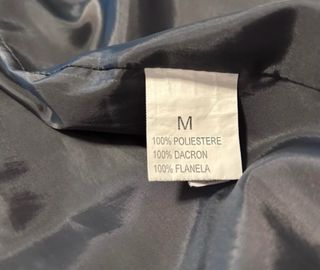 M
100% POLIESTERE
100% DACRON
100% FLANELA